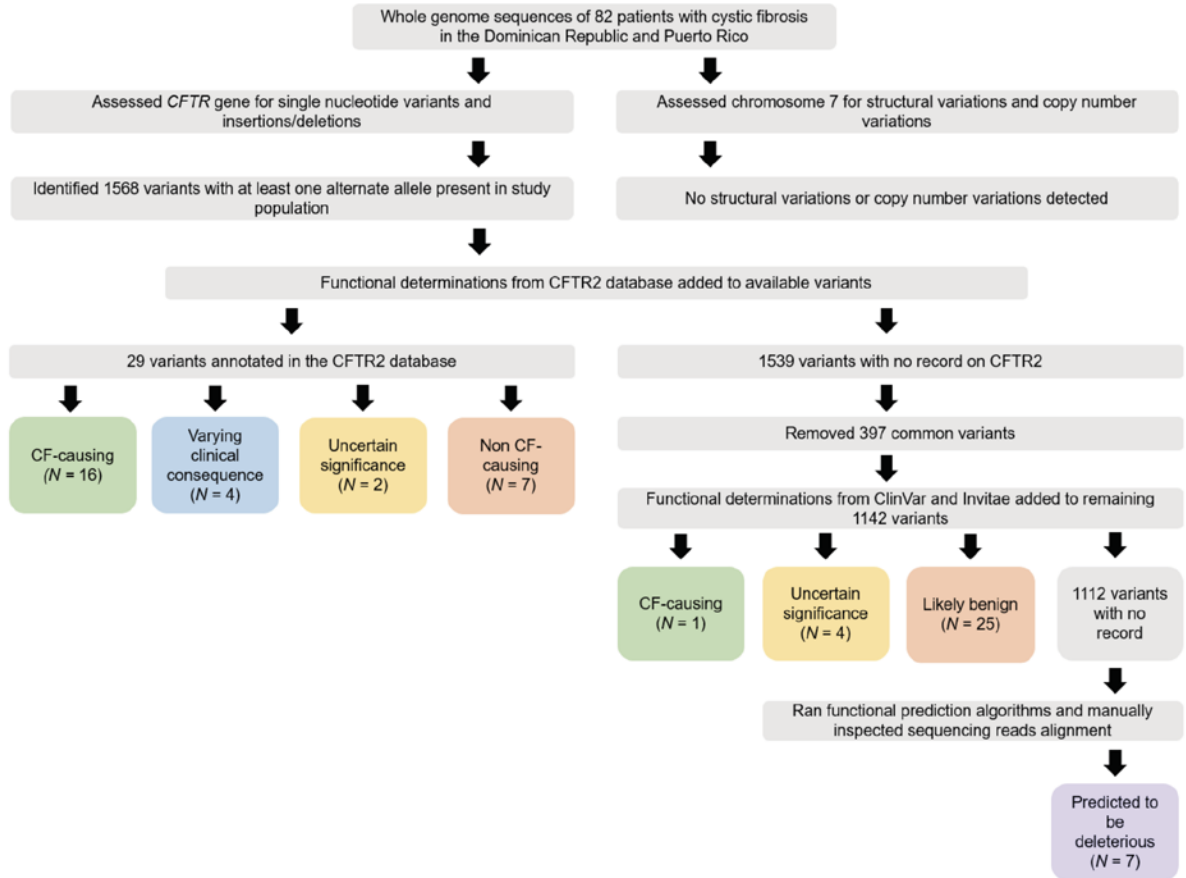 Whole genome sequences of 82 patients with cystic fibrosis
in the Dominican Republic and Puerto Rico
Assessed CFTR gene for single nucleotide variants and
insertions/deletions
Assessed chromosome 7 for structural variations and copy number
variations
Identified 1568 variants with at least one alternate allele present in study
population
No structural variations or copy number variations detected
Functional determinations from CFTR2 database added to available variants
29 variants annotated in the CFTR2 database
1539 variants with no record on CFTR2
CF-causing
(N = 16)
Varying
clinical
consequence
(N = 4)
Uncertain
significance
(N = 2)
Non CF-
causing
(N = 7)
Removed 397 common variants
Functional determinations from ClinVar and Invitae added to remaining
1142 variants
CF-causing
(N = 1)
Uncertain
significance
(N = 4)
Likely benign
(N = 25)
1112 variants
with no
record
Ran functional prediction algorithms and manually
inspected sequencing reads alignment
Predicted to
be
deleterious
(N = 7)